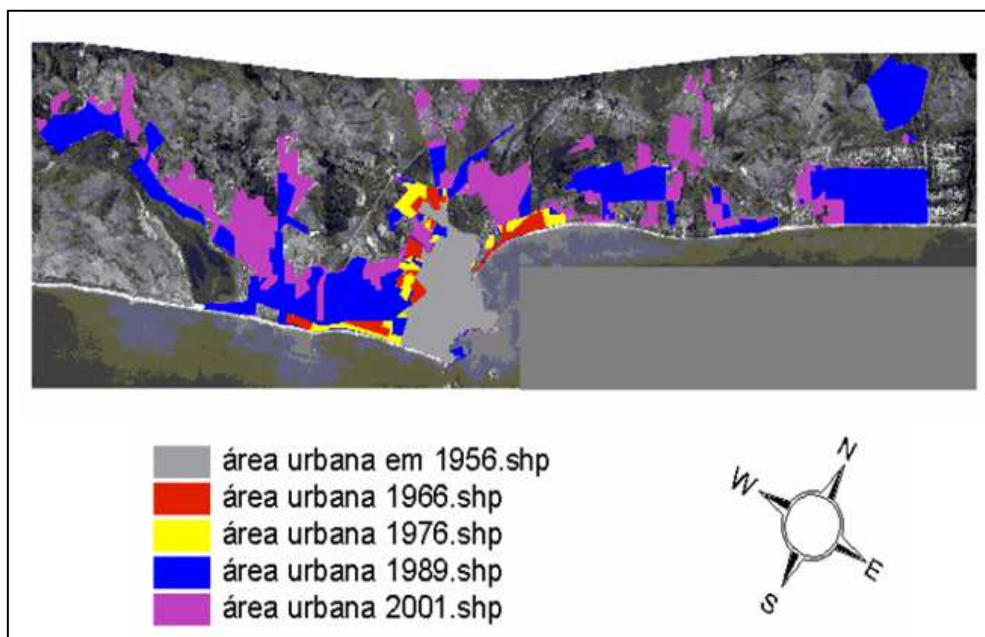 área urbana em 1956.shp
área urbana 1966.shp
área urbana 1976.shp
área urbana 1989.shp
área urbana 2001.shp
N
W
E
S